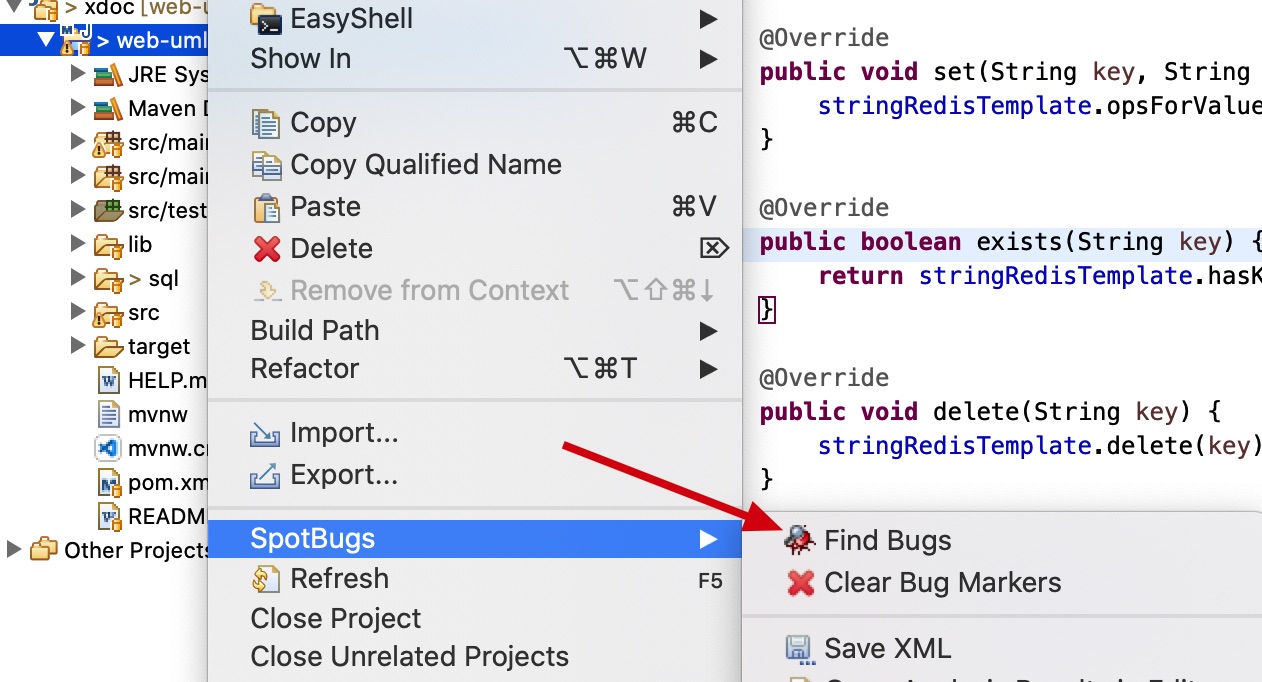 > xdoc [web-u
> web-uml
JRE Sys
Maven D
src/mair
src/mair
src/test
lib
> sql
src
target
HELP.m
mvnw
mvnw.c
pom.xm
READM
Other Projects
EasyShell
Show In ⌥⌘W
Copy ⌘C
Copy Qualified Name
Paste ⌘V
Delete ⌦
Remove from Context ⌥⇧⌘↓
Build Path
Refactor ⌥⌘T
Import...
Export...
SpotBugs
Refresh F5
Close Project
Close Unrelated Projects
@Override
public void set(String key, String
stringRedisTemplate.opsForValue
}
@Override
public boolean exists(String key) {
return stringRedisTemplate.hasK
}
@Override
public void delete(String key) {
stringRedisTemplate.delete(key)
}
Find Bugs
Clear Bug Markers
Save XML